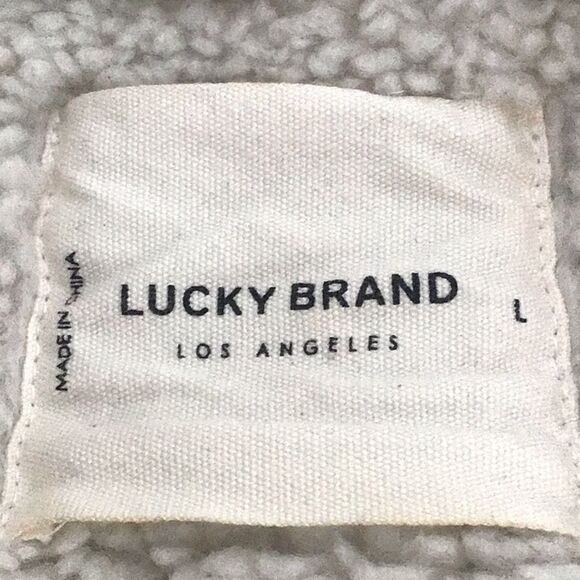 LUCKY BRAND
LOS ANGELES
L
MADE IN CHINA